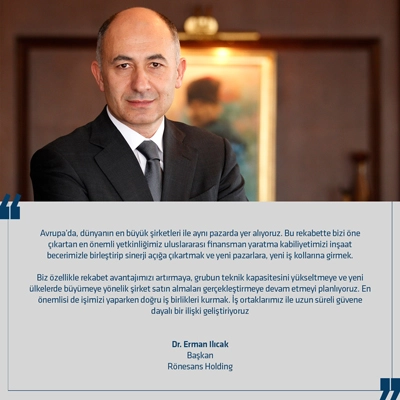 Avrupa'da, dünyanın en büyük şirketleri ile aynı pazarda yer alıyoruz. Bu rekabette bizi öne
çıkartan en önemli yetkinliğimiz uluslararası finansman yaratma kabiliyetimizi inşaat
becerimizle birleştirip sinerji açığa çıkartmak ve yeni pazarlara, yeni iş kollarına girmek.
Biz özellikle rekabet avantajımızı artırmaya, grubun teknik kapasitesini yükseltmeye ve yeni
ülkelerde büyümeye yönelik şirket satın almaları gerçekleştirmeye devam etmeyi planlıyoruz. En
önemlisi de işimizi yaparken doğru iş birlikleri kurmak. İş ortaklarımız ile uzun süreli güvene
dayalı bir ilişki geliştiriyoruz
Dr. Erman Ilıcak
Başkan
Rönesans Holding